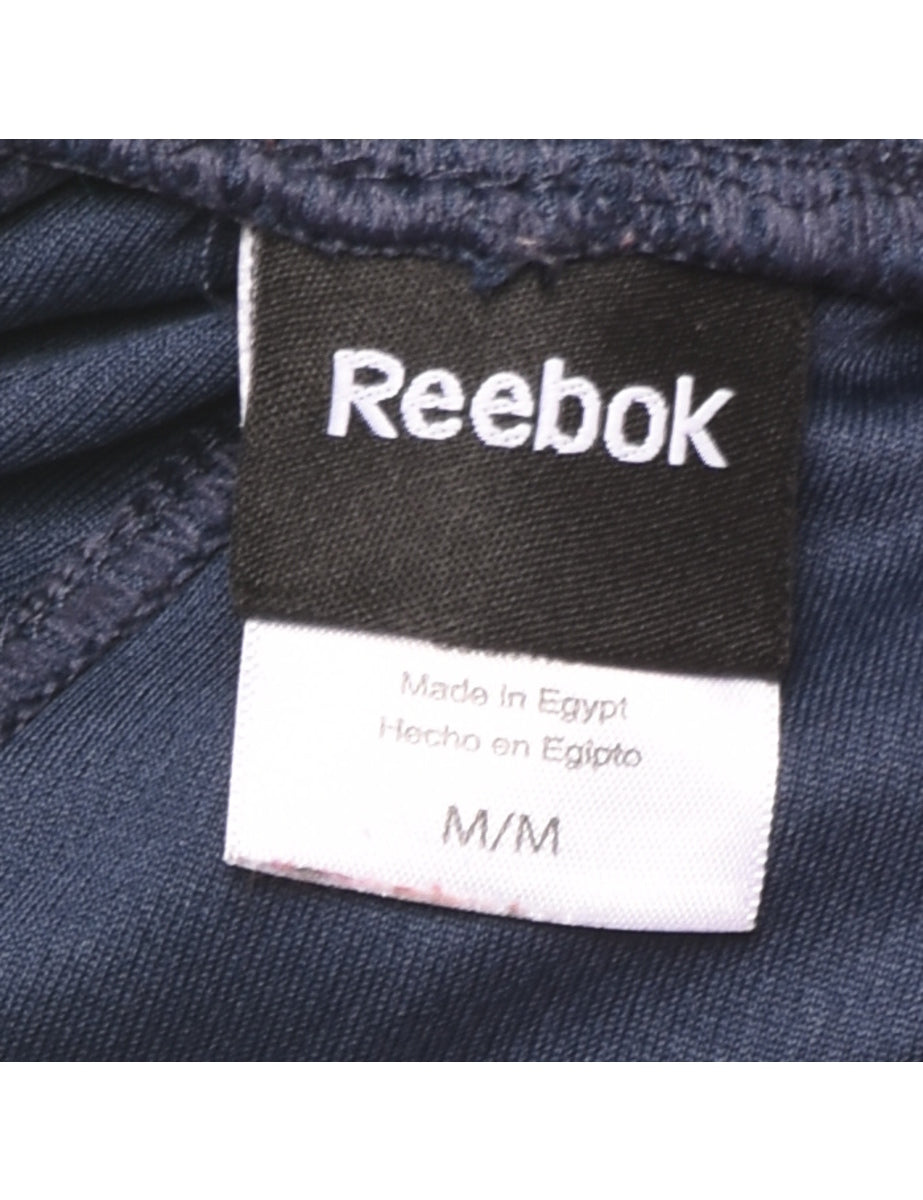 Reebok
Made in Egypt
Hecho en Egipto
M/M